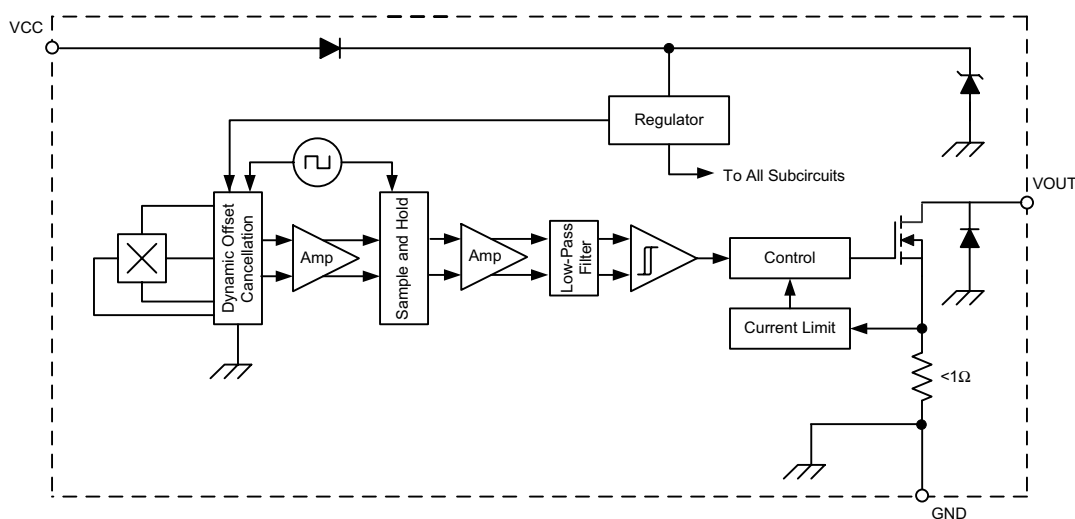 VCC
Regulator
To All Subcircuits
VOUT
Dynamic Offset
Cancellation
Amp
Sample and Hold
Amp
Low-Pass
Filter
Control
Current Limit
<1Ω
GND